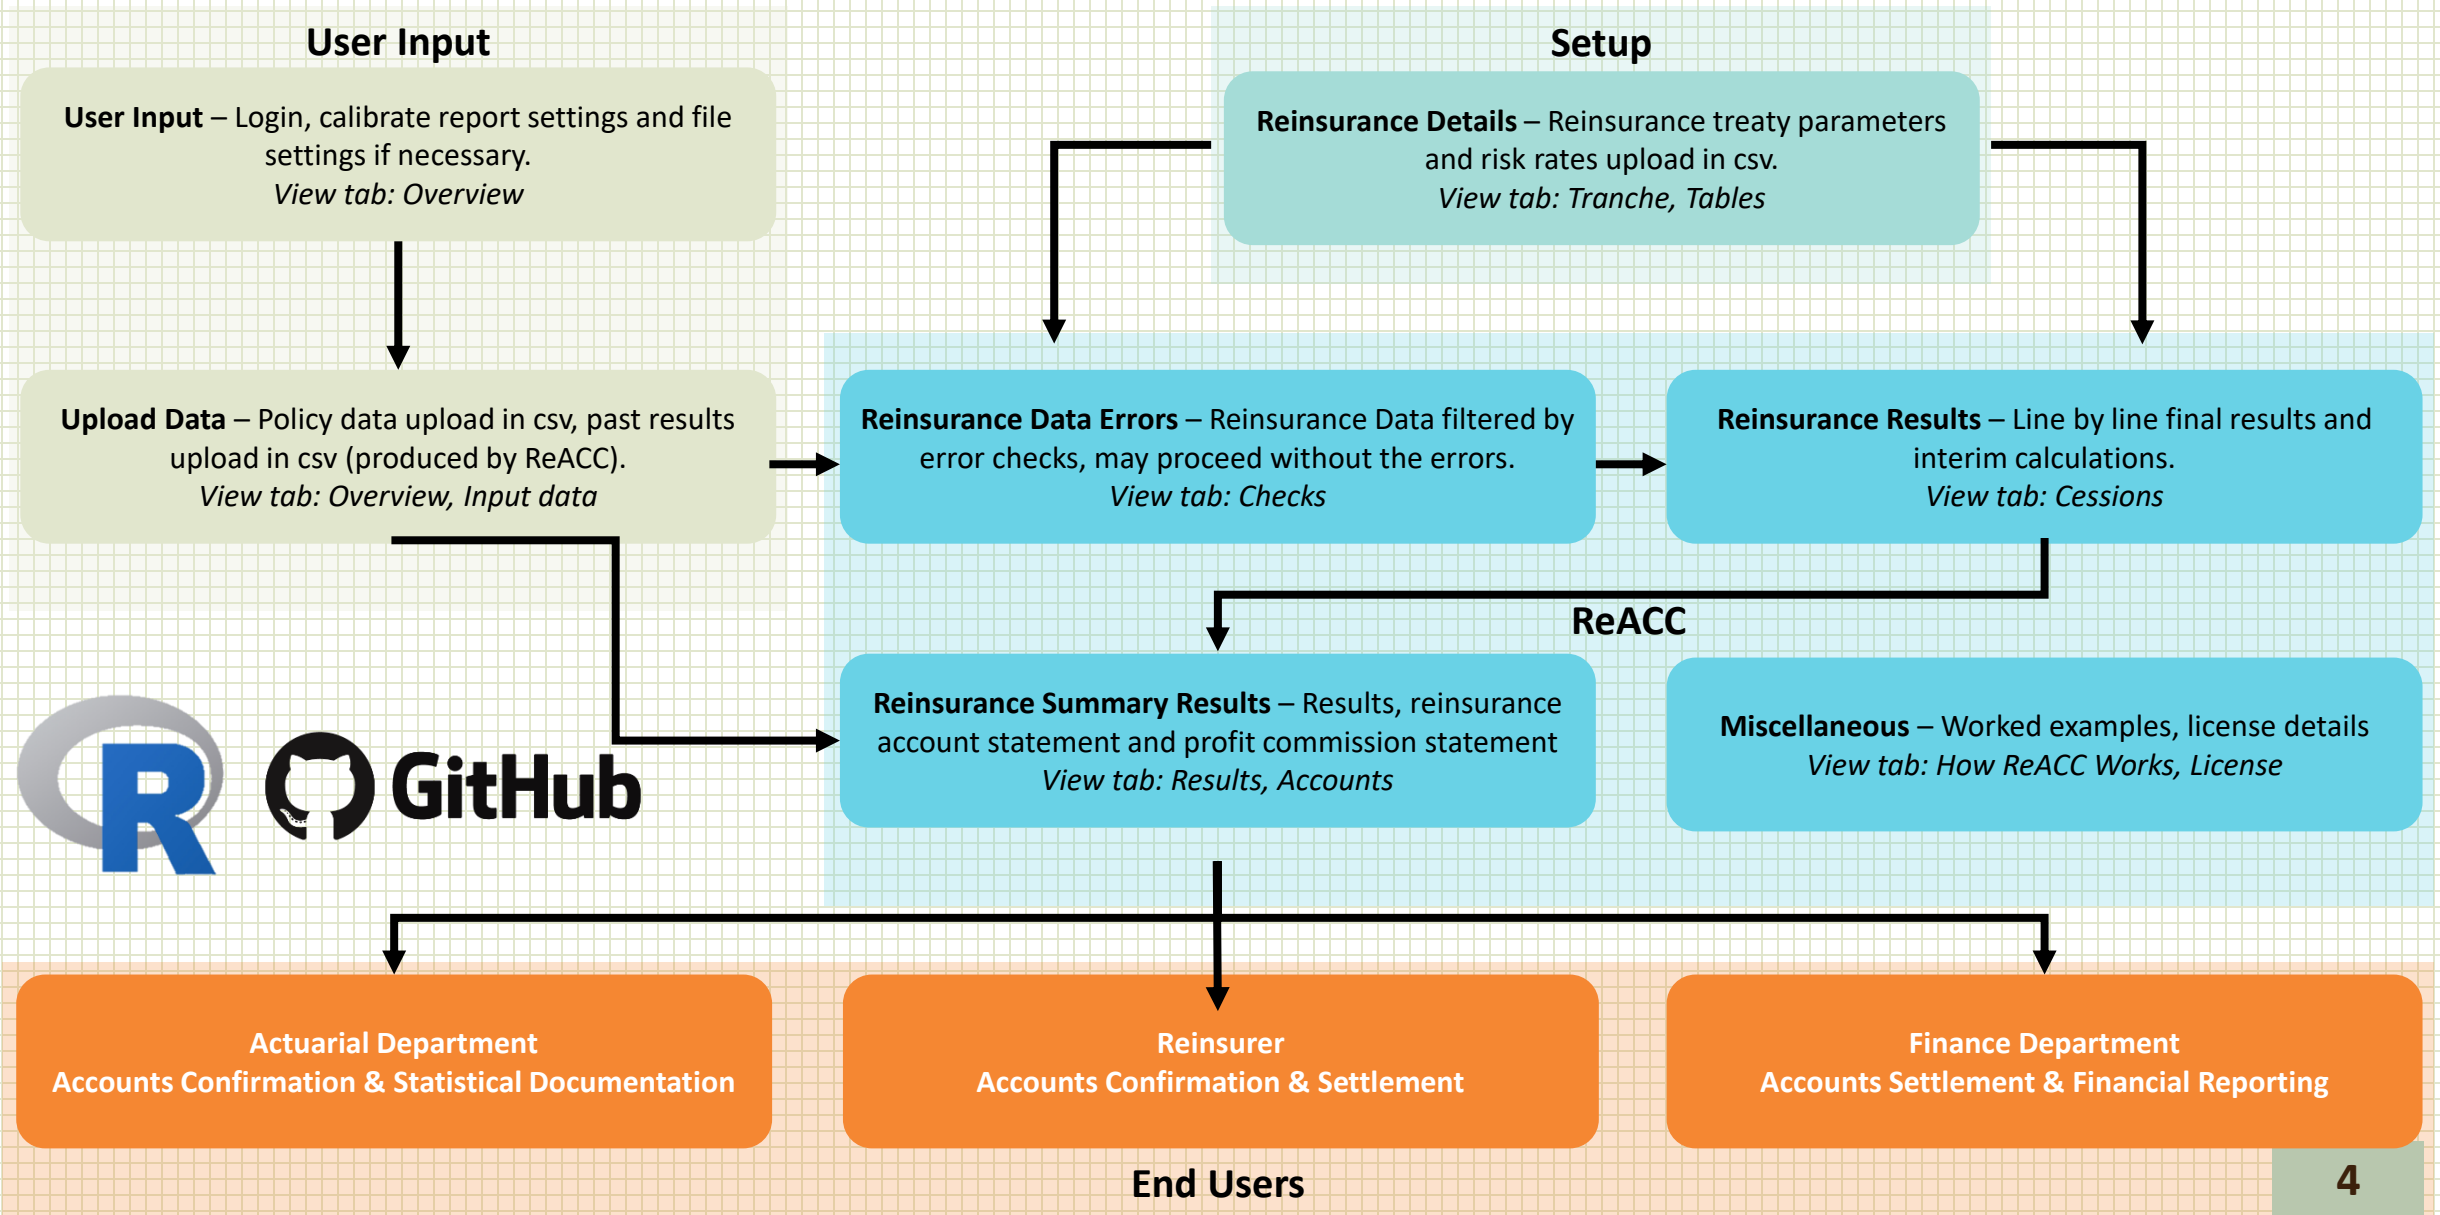 User Input
User Input – Login, calibrate report settings and file
settings if necessary.
View tab: Overview
Setup
Reinsurance Details – Reinsurance treaty parameters
and risk rates upload in csv.
View tab: Tranche, Tables
Upload Data – Policy data upload in csv, past results
upload in csv (produced by ReACC).
View tab: Overview, Input data
Reinsurance Data Errors – Reinsurance Data filtered by
error checks, may proceed without the errors.
View tab: Checks
Reinsurance Results – Line by line final results and
interim calculations.
View tab: Cessions
ReACC
Reinsurance Summary Results – Results, reinsurance
account statement and profit commission statement
View tab: Results, Accounts
Miscellaneous – Worked examples, license details
View tab: How ReACC Works, License
R
GitHub
Actuarial Department
Accounts Confirmation & Statistical Documentation
Reinsurer
Accounts Confirmation & Settlement
Finance Department
Accounts Settlement & Financial Reporting
End Users
4